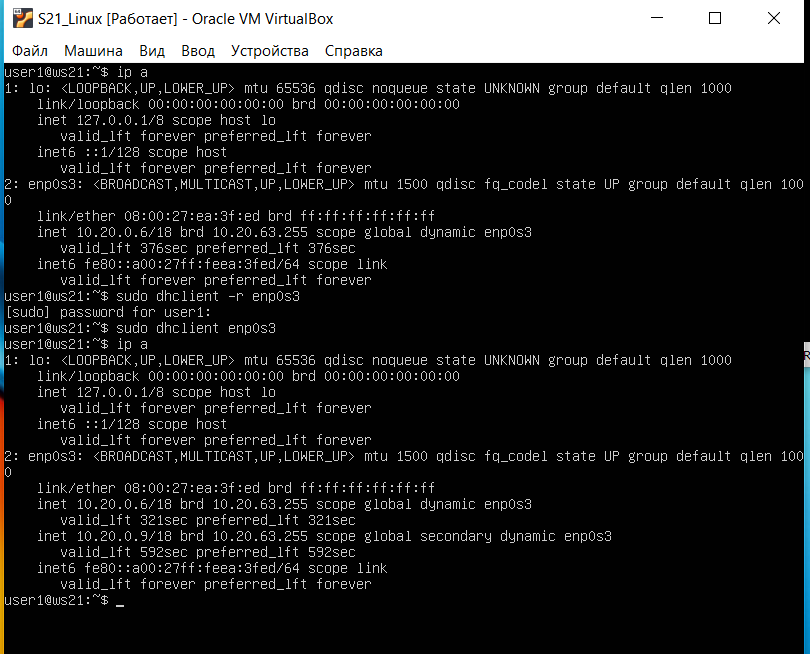 S21_Linux [Работает] - Oracle VM VirtualBox
Файл Машина Вид Ввод Устройства Справка
user1@ws21:~$ ip a
1: lo: <LOOPBACK,UP,LOWER_UP> mtu 65536 qdisc noqueue state UNKNOWN group default qlen 1000
    link/loopback 00:00:00:00:00:00 brd 00:00:00:00:00:00
    inet 127.0.0.1/8 scope host lo
       valid_lft forever preferred_lft forever
    inet6 ::1/128 scope host
       valid_lft forever preferred_lft forever
2: enp0s3: <BROADCAST,MULTICAST,UP,LOWER_UP> mtu 1500 qdisc fq_codel state UP group default qlen 100
0
    link/ether 08:00:27:ea:3f:ed brd ff:ff:ff:ff:ff:ff
    inet 10.20.0.6/18 brd 10.20.63.255 scope global dynamic enp0s3
       valid_lft 376sec preferred_lft 376sec
    inet6 fe80::a00:27ff:feea:3fed/64 scope link
       valid_lft forever preferred_lft forever
user1@ws21:~$ sudo dhclient -r enp0s3
[sudo] password for user1:
user1@ws21:~$ sudo dhclient enp0s3
user1@ws21:~$ ip a
1: lo: <LOOPBACK,UP,LOWER_UP> mtu 65536 qdisc noqueue state UNKNOWN group default qlen 1000
    link/loopback 00:00:00:00:00:00 brd 00:00:00:00:00:00
    inet 127.0.0.1/8 scope host lo
       valid_lft forever preferred_lft forever
    inet6 ::1/128 scope host
       valid_lft forever preferred_lft forever
2: enp0s3: <BROADCAST,MULTICAST,UP,LOWER_UP> mtu 1500 qdisc fq_codel state UP group default qlen 100
0
    link/ether 08:00:27:ea:3f:ed brd ff:ff:ff:ff:ff:ff
    inet 10.20.0.6/18 brd 10.20.63.255 scope global dynamic enp0s3
       valid_lft 321sec preferred_lft 321sec
    inet 10.20.0.9/18 brd 10.20.63.255 scope global secondary dynamic enp0s3
       valid_lft 592sec preferred_lft 592sec
    inet6 fe80::a00:27ff:feea:3fed/64 scope link
       valid_lft forever preferred_lft forever
user1@ws21:~$ _